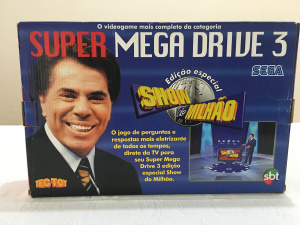 O videogame mais completo da categoria
SUPER MEGA DRIVE 3
SEGA
Edição especial
SHOW
DO
MILHÃO
O jogo de perguntas e
respostas mais eletrizante
de todos os tempos,
direto da TV para
seu Super Mega
Drive 3 edição
especial Show
do Milhão.
TECTOY
sbt